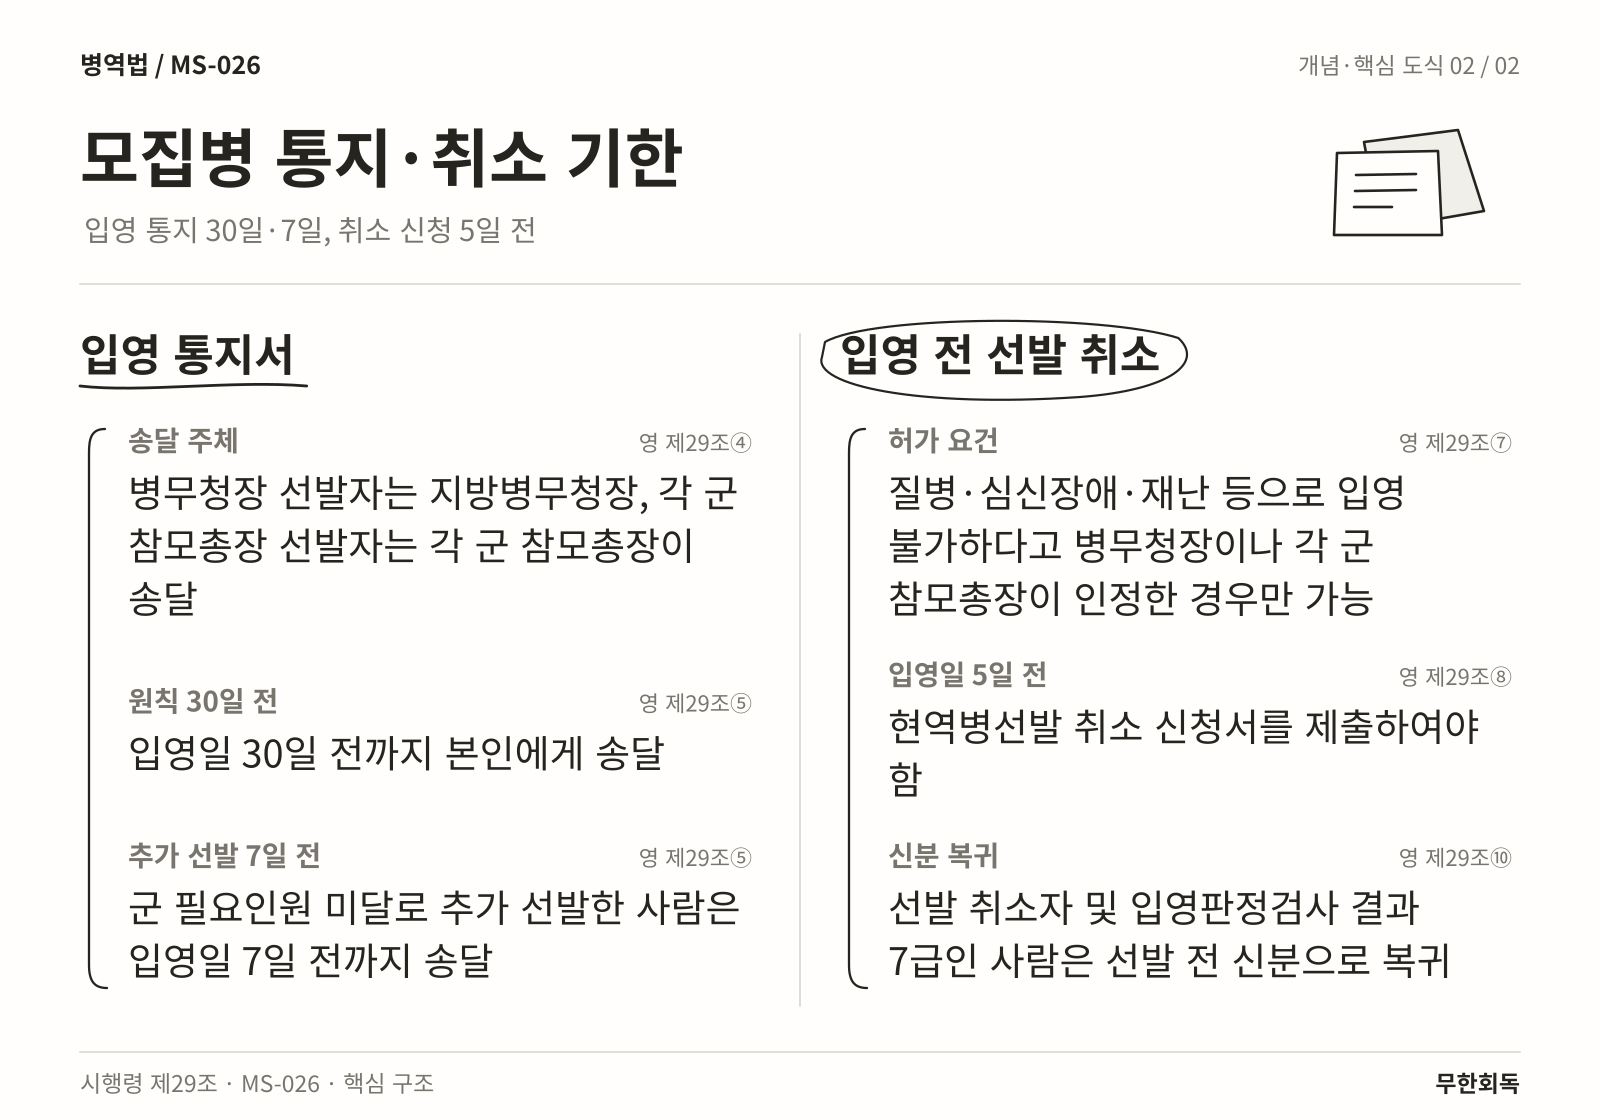 병역법 / MS-026
개념·핵심 도식 02 / 02
모집병 통지·취소 기한
입영 통지 30일·7일, 취소 신청 5일 전
입영 통지서
송달 주체
영 제29조④
병무청장 선발자는 지방병무청장, 각 군
참모총장 선발자는 각 군 참모총장이
송달
원칙 30일 전
영 제29조⑤
입영일 30일 전까지 본인에게 송달
추가 선발 7일 전
영 제29조⑤
군 필요인원 미달로 추가 선발한 사람은
입영일 7일 전까지 송달
입영 전 선발 취소
허가 요건
영 제29조⑦
질병·심신장애·재난 등으로 입영
불가하다고 병무청장이나 각 군
참모총장이 인정한 경우만 가능
입영일 5일 전
영 제29조⑧
현역병선발 취소 신청서를 제출하여야
함
신분 복귀
영 제29조⑩
선발 취소자 및 입영판정검사 결과
7급인 사람은 선발 전 신분으로 복귀
시행령 제29조 · MS-026 · 핵심 구조
무한회독